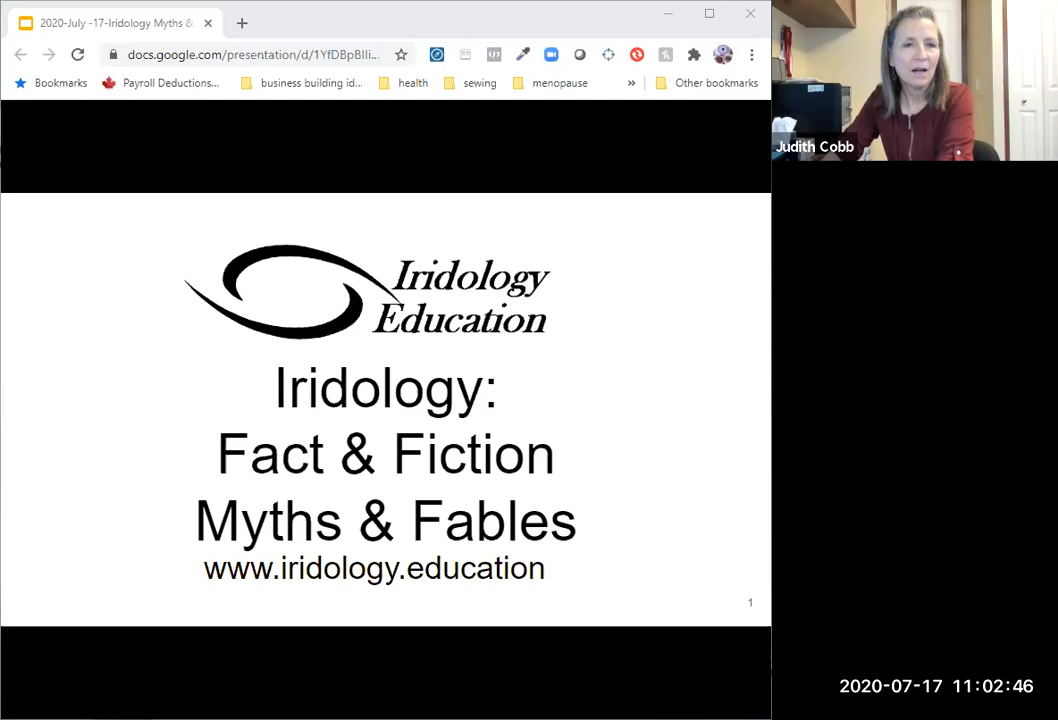 2020-July -17-Iridology Myths &
docs.google.com/presentation/d/1YfDBpBIli...
Bookmarks
Payroll Deductions...
business building id...
health
sewing
menopause
»
Other bookmarks
Judith Cobb
Iridology
Education
Iridology:
Fact & Fiction
Myths & Fables
www.iridology.education
1
2020-07-17 11:02:46